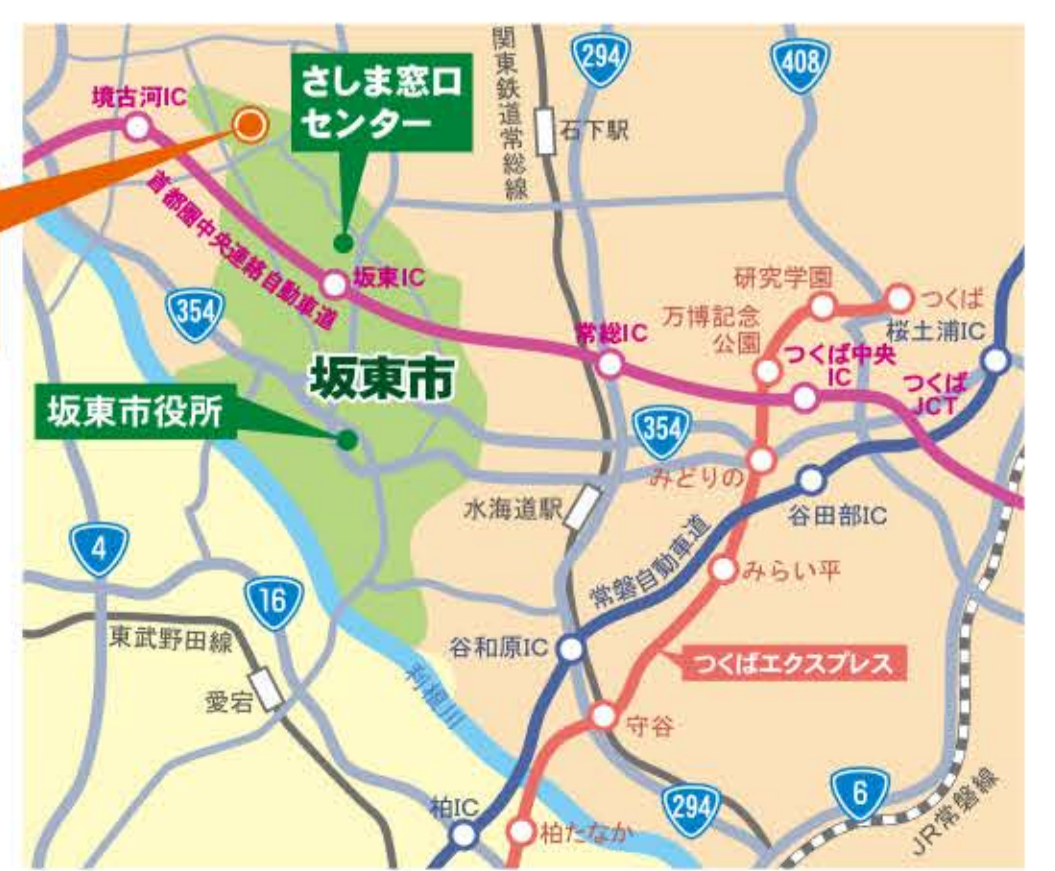 関東鉄道常総線
294
408
境古河IC
さしま窓口
センター
石下駅
首都圏中央連絡自動車道
坂東IC
354
研究学園
つくば
万博記念
公園
桜土浦IC
常総IC
つくば中央
IC
つくば
JCT
坂東市
坂東市役所
354
みどりの
水海道駅
谷田部IC
4
常磐自動車道
みらい平
16
東武野田線
谷和原IC
つくばエクスプレス
愛宕
利根川
守谷
6
294
JR常磐線
柏IC
柏たなか